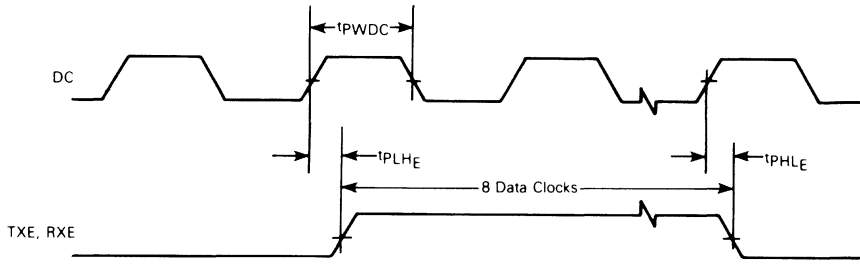 tPWDC
DC
tPLHE
tPHLE
8 Data Clocks
TXE, RXE